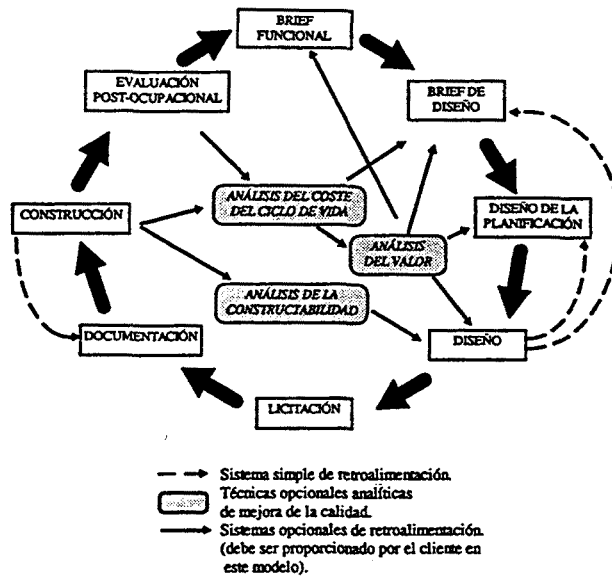 BRIEF
FUNCIONAL
EVALUACIÓN
POST-OCUPACIONAL
BRIEF DE
DISEÑO
ANÁLISIS DEL COSTE
DEL CICLO DE VIDA
CONSTRUCCIÓN
DISEÑO DE LA
PLANIFICACIÓN
ANÁLISIS
DEL VALOR
ANÁLISIS DE LA
CONSTRUCTABILIDAD
DOCUMENTACIÓN
DISEÑO
LICITACIÓN
Sistema simple de retroalimentación.
Técnicas opcionales analíticas
de mejora de la calidad.
Sistemas opcionales de retroalimentación.
(debe ser proporcionado por el cliente en
este modelo).